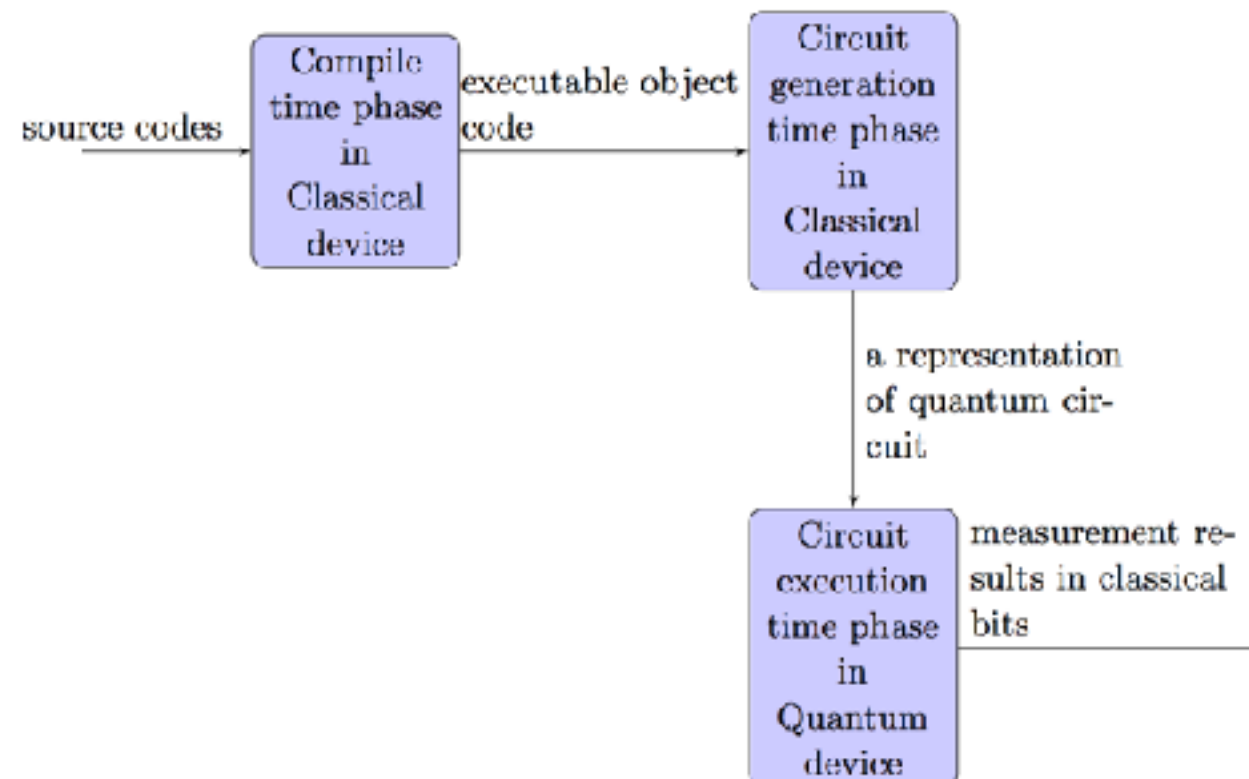 source codes
Compile
time phase
in
Classical
device
executable object
code
Circuit
generation
time phase
in
Classical
device
a representation
of quantum cir-
cuit
Circuit
execution
time phase
in
Quantum
device
measurement re-
sults in classical
bits